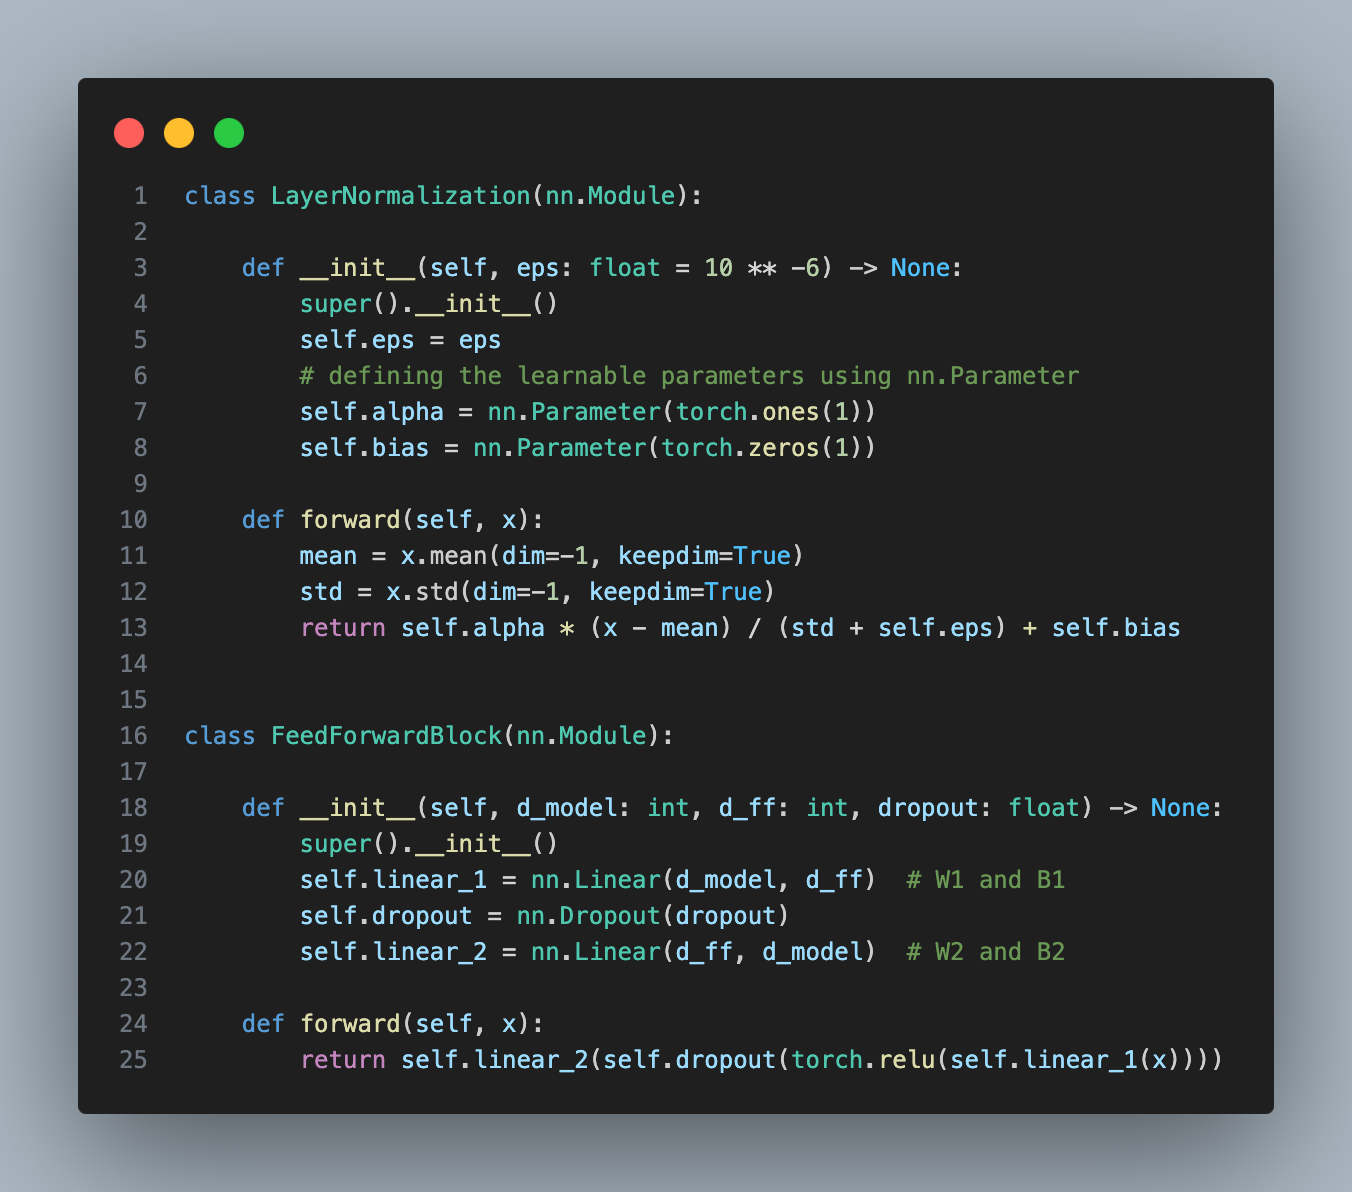 1 class LayerNormalization(nn.Module):
2
3     def __init__(self, eps: float = 10 ** -6) -> None:
4         super().__init__()
5         self.eps = eps
6         # defining the learnable parameters using nn.Parameter
7         self.alpha = nn.Parameter(torch.ones(1))
8         self.bias = nn.Parameter(torch.zeros(1))
9
10     def forward(self, x):
11         mean = x.mean(dim=-1, keepdim=True)
12         std = x.std(dim=-1, keepdim=True)
13         return self.alpha * (x - mean) / (std + self.eps) + self.bias
14
15
16 class FeedForwardBlock(nn.Module):
17
18     def __init__(self, d_model: int, d_ff: int, dropout: float) -> None:
19         super().__init__()
20         self.linear_1 = nn.Linear(d_model, d_ff)  # W1 and B1
21         self.dropout = nn.Dropout(dropout)
22         self.linear_2 = nn.Linear(d_ff, d_model)  # W2 and B2
23
24     def forward(self, x):
25         return self.linear_2(self.dropout(torch.relu(self.linear_1(x))))